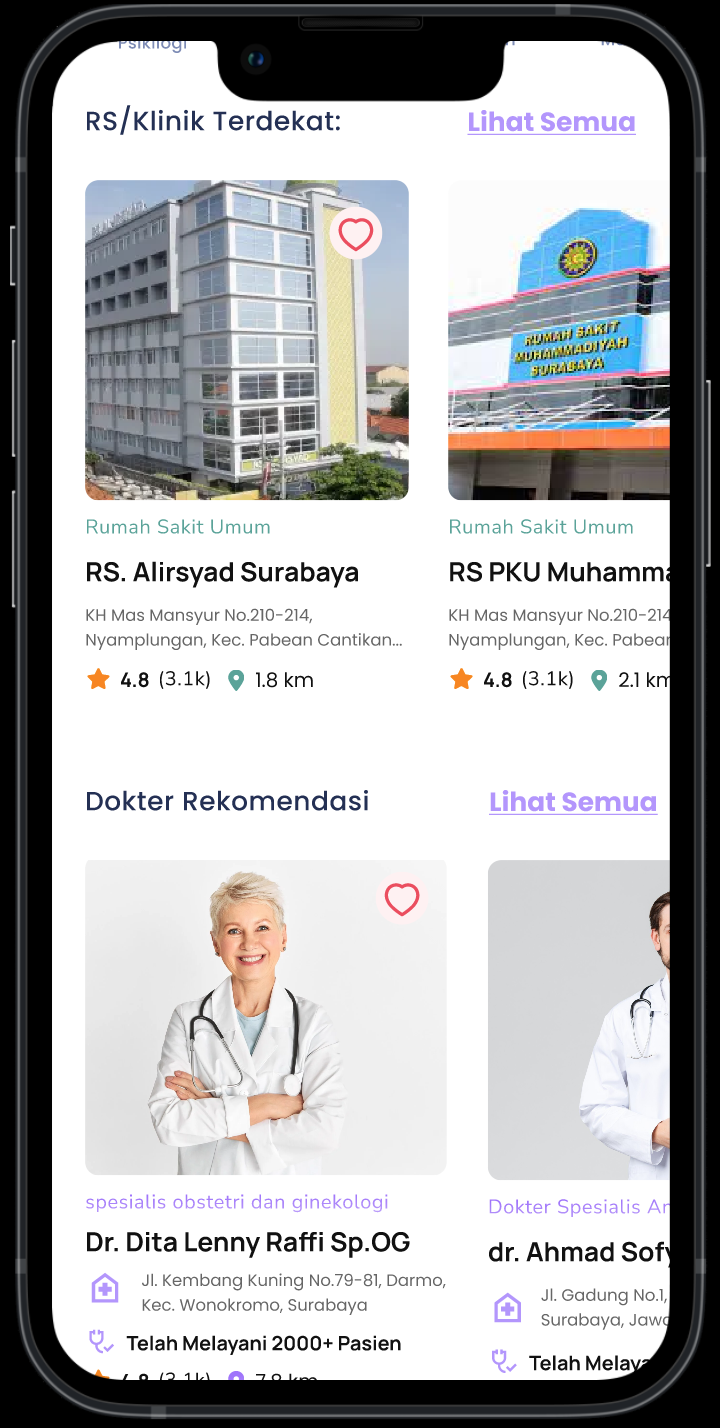 Psikilogi
RS/Klinik Terdekat:
Lihat Semua
RUMAH SAKIT
MUHAMMADIYAH
SURABAYA
Rumah Sakit Umum
RS. Alirsyad Surabaya
KH Mas Mansyur No.210-214,
Nyamplungan, Kec. Pabean Cantikan...
4.8 (3.1k) 1.8 km
Rumah Sakit Umum
RS PKU Muhamma
KH Mas Mansyur No.210-214
Nyamplungan, Kec. Pabean
4.8 (3.1k) 2.1 km
Dokter Rekomendasi
Lihat Semua
spesialis obstetri dan ginekologi
Dr. Dita Lenny Raffi Sp.OG
Jl. Kembang Kuning No.79-81, Darmo,
Kec. Wonokromo, Surabaya
Telah Melayani 2000+ Pasien
4.8 (3.1k) 7.8 km
Dokter Spesialis An
dr. Ahmad Sofy
Jl. Gadung No.1,
Surabaya, Jawa
Telah Melaya